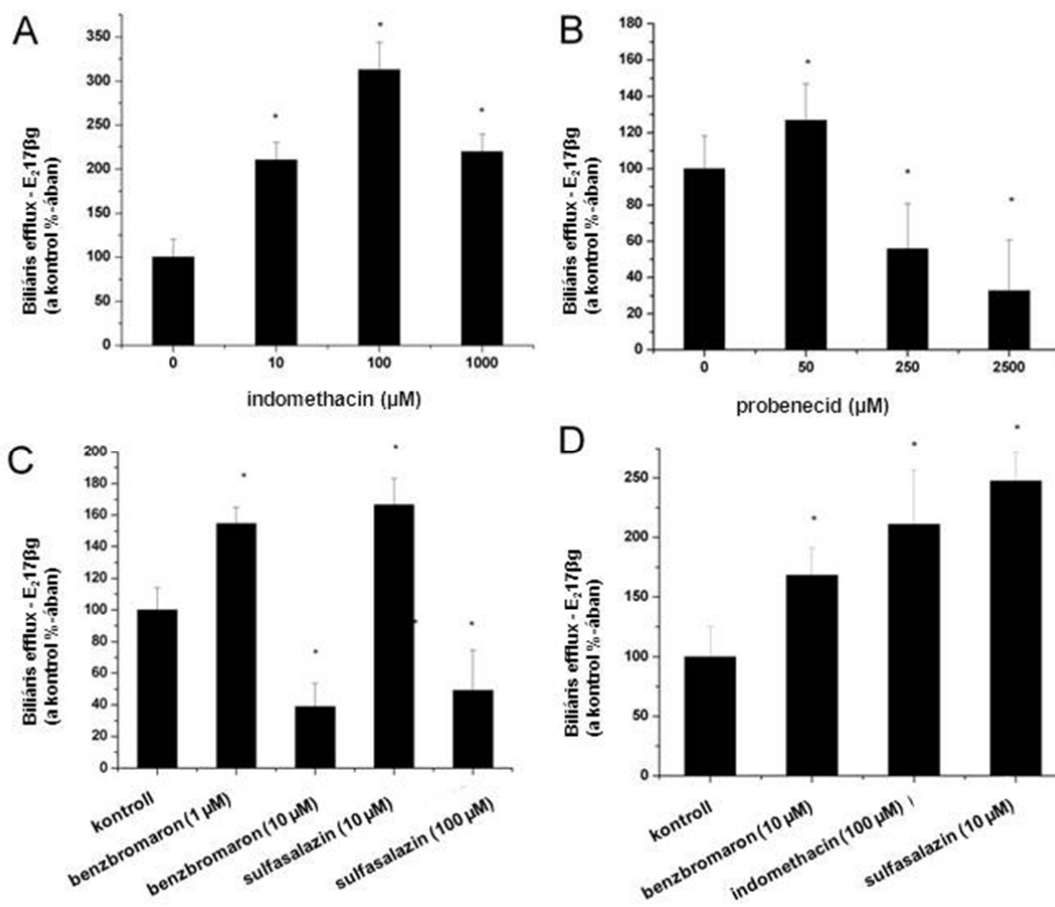 A
Biliáris efflux - E₂17βg
(a kontrol %-ában)
350
300
250
200
150
100
50
0
*
*
*
0 10 100 1000
indomethacin (µM)
B
Biliáris efflux - E₂17βg
(a kontrol %-ában)
180
160
140
120
100
80
60
40
20
0
*
*
*
0 50 250 2500
probenecid (µM)
C
Biliáris efflux - E₂17βg
(a kontrol %-ában)
200
180
160
140
120
100
80
60
40
20
0
*
*
*
*
*
kontroll
benzbromaron (1 µM)
benzbromaron (10 µM)
sulfasalazin (10 µM)
sulfasalazin (100 µM)
D
Biliáris efflux - E₂17βg
(a kontrol %-ában)
250
200
150
100
50
0
*
*
*
kontroll
benzbromaron (10 µM)
indomethacin (100 µM)
sulfasalazin (10 µM)